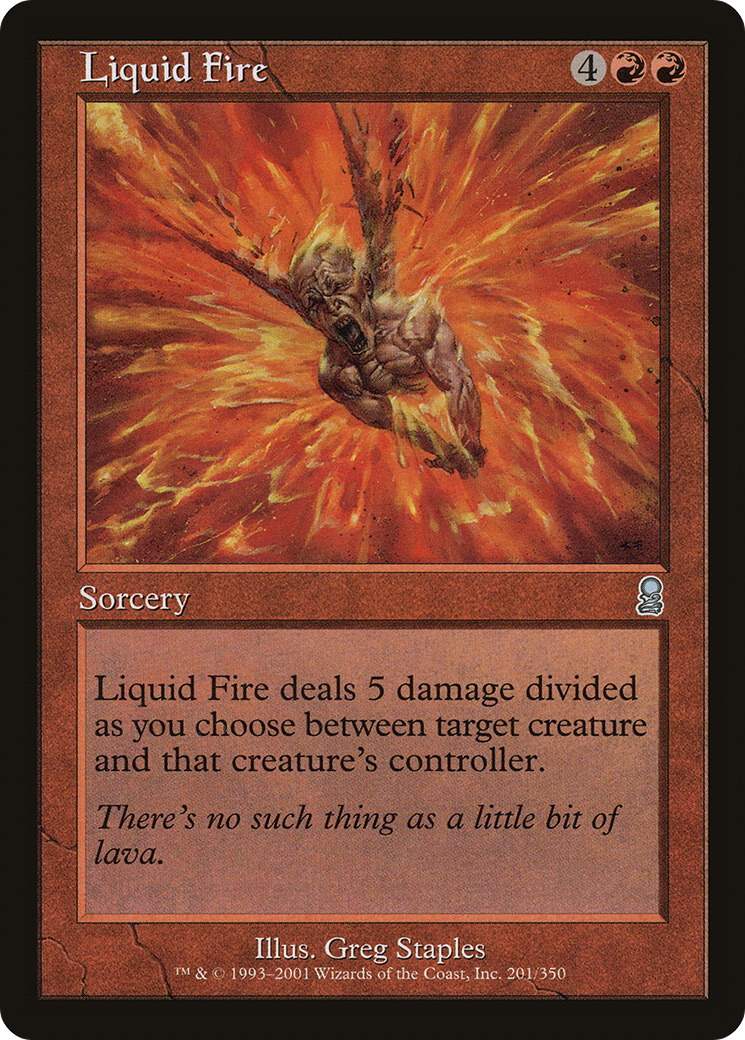 Liquid Fire
4
Sorcery
Liquid Fire deals 5 damage divided
as you choose between target creature
and that creature's controller.
There's no such thing as a little bit of
lava.
Illus. Greg Staples
™ & © 1993–2001 Wizards of the Coast, Inc. 201/350